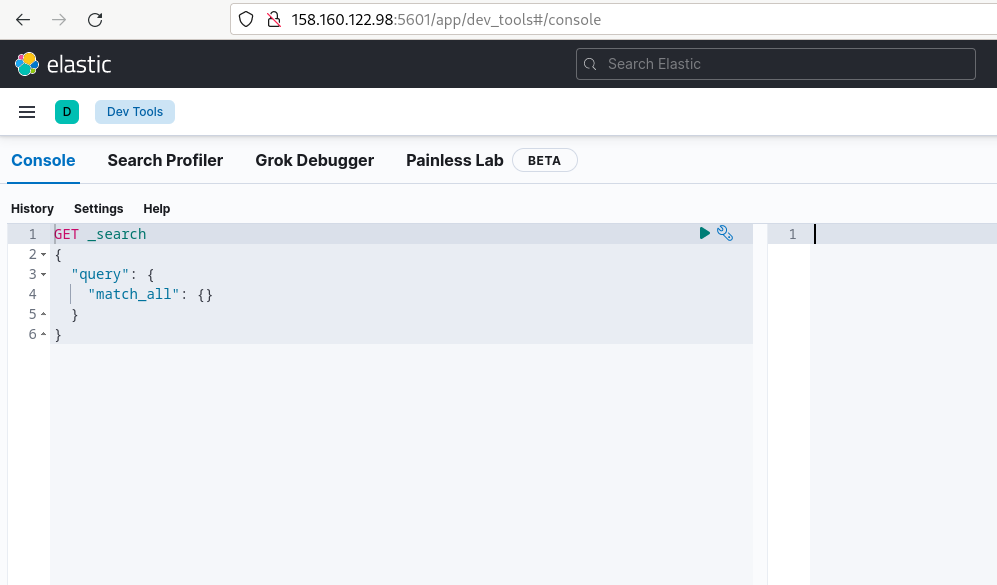 158.160.122.98:5601/app/dev_tools#/console
elastic
Search Elastic
D
Dev Tools
Console
Search Profiler
Grok Debugger
Painless Lab
BETA
History
Settings
Help
1 GET _search
2 {
3 "query": {
4 "match_all": {}
5 }
6 }
1